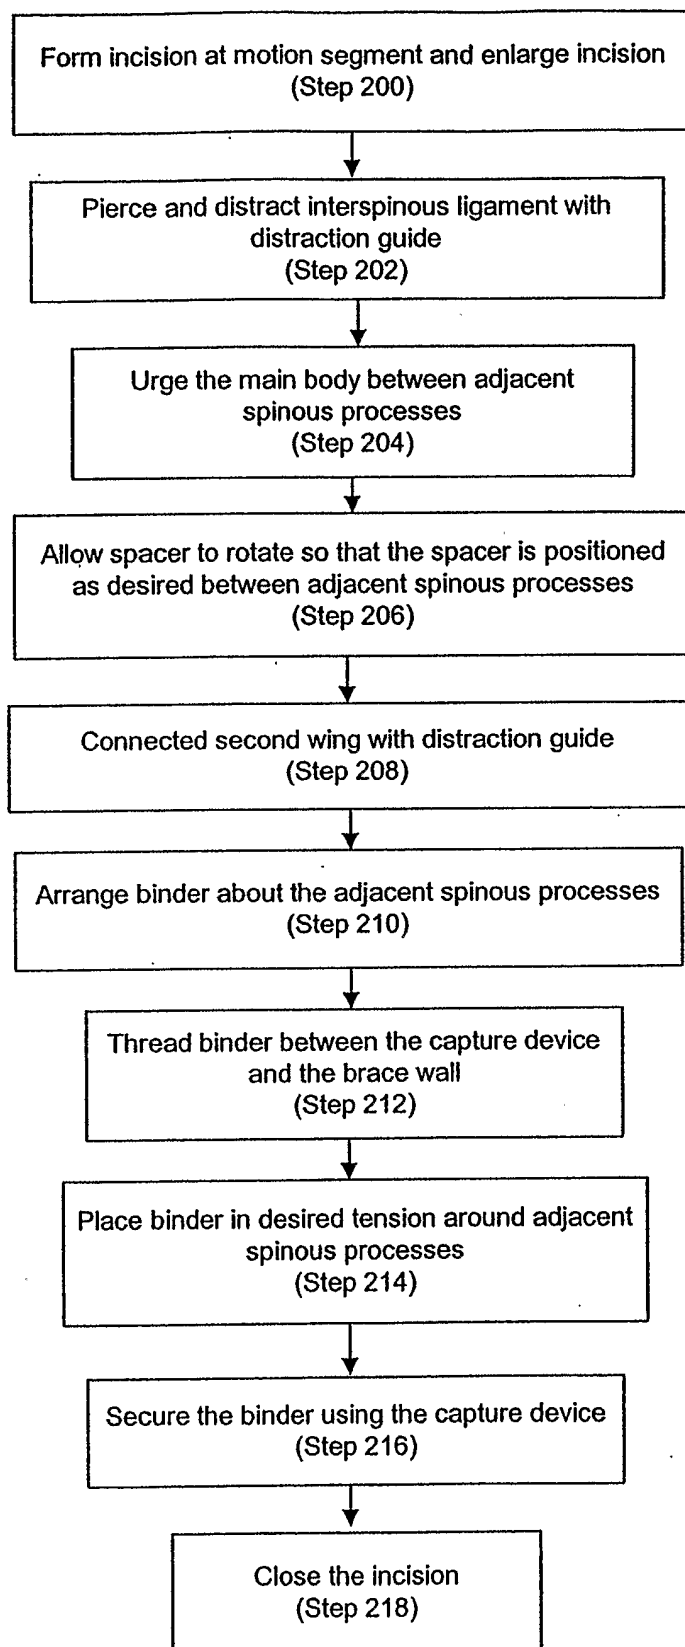 Form incision at motion segment and enlarge incision
(Step 200)
Pierce and distract interspinous ligament with
distraction guide
(Step 202)
Urge the main body between adjacent
spinous processes
(Step 204)
Allow spacer to rotate so that the spacer is positioned
as desired between adjacent spinous processes
(Step 206)
Connected second wing with distraction guide
(Step 208)
Arrange binder about the adjacent spinous processes
(Step 210)
Thread binder between the capture device
and the brace wall
(Step 212)
Place binder in desired tension around adjacent
spinous processes
(Step 214)
Secure the binder using the capture device
(Step 216)
Close the incision
(Step 218)